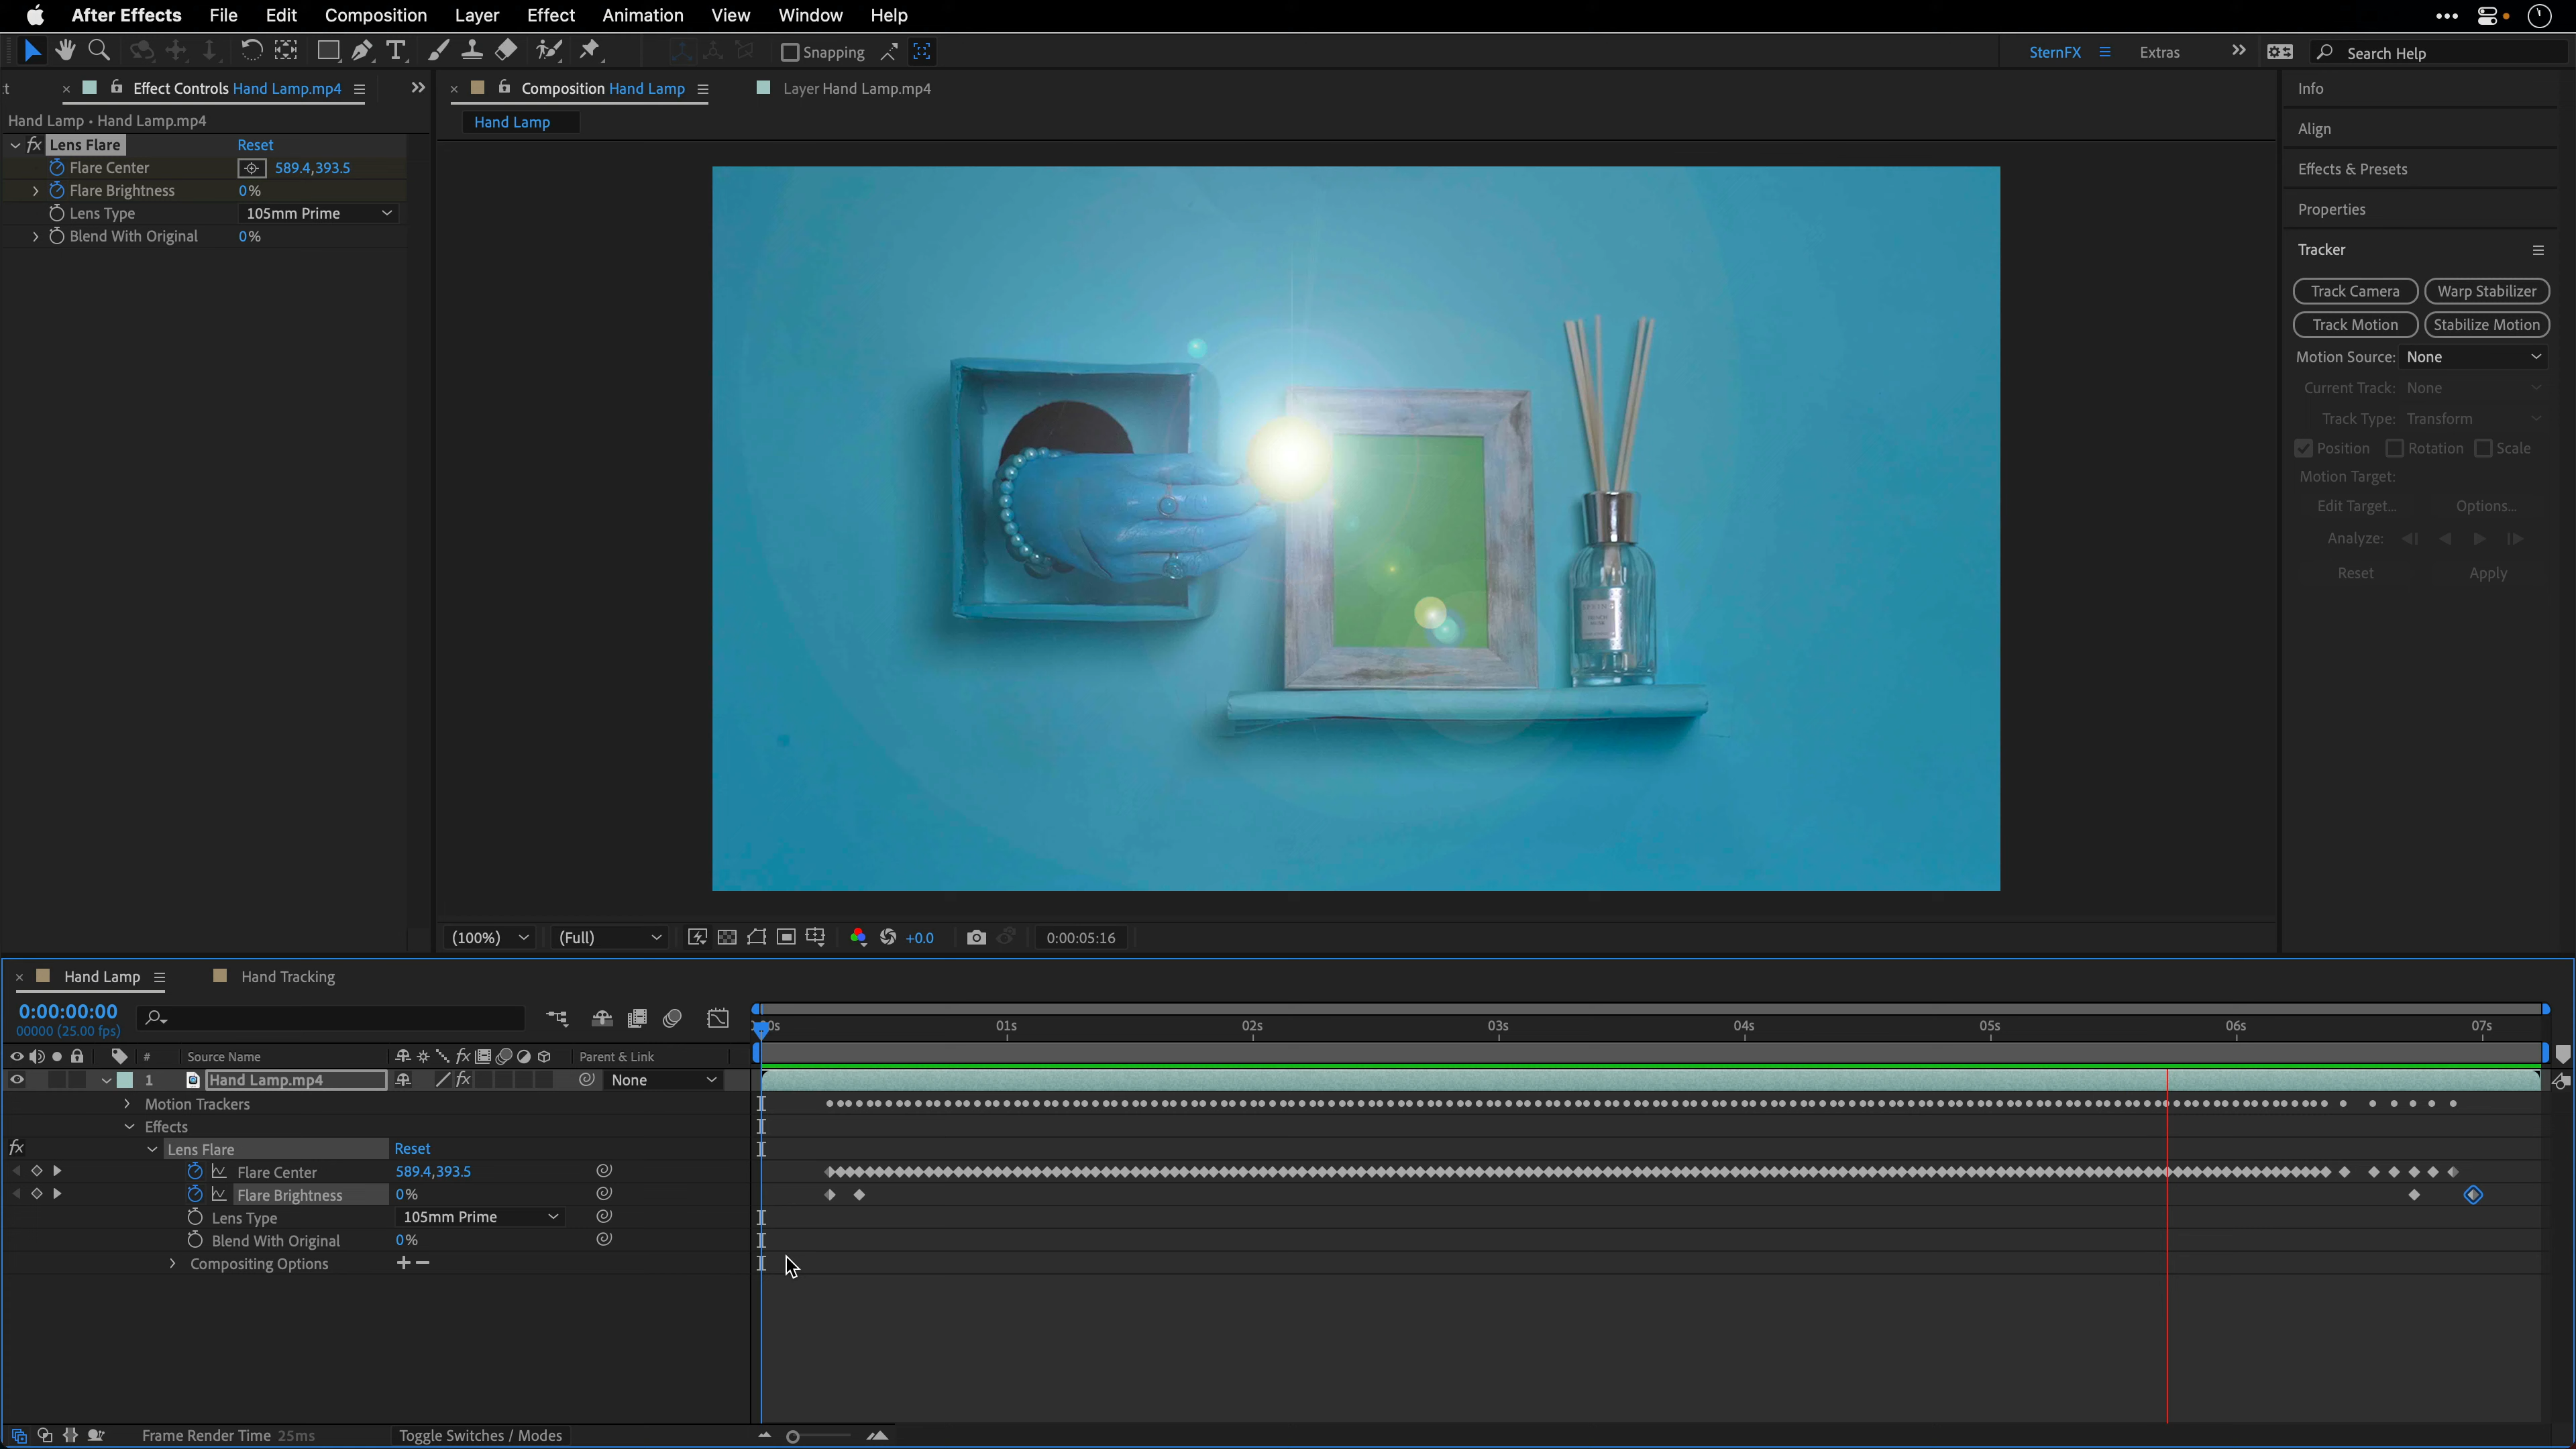 After Effects File Edit Composition Layer Effect Animation View Window Help
Snapping SternFX Extras Search Help
Effect Controls Hand Lamp.mp4
Hand Lamp • Hand Lamp.mp4
fx Lens Flare Reset
Flare Center 589.4,393.5
Flare Brightness 0%
Lens Type 105mm Prime
Blend With Original 0%
Composition Hand Lamp Layer Hand Lamp.mp4
Hand Lamp
(100%) (Full) +0.0 0:00:05:16
Info
Align
Effects & Presets
Properties
Tracker
Track Camera Warp Stabilizer
Track Motion Stabilize Motion
Motion Source: None
Current Track: None
Track Type: Transform
Position Rotation Scale
Motion Target:
Edit Target... Options...
Analyze:
Reset Apply
Hand Lamp Hand Tracking
0:00:00:00
00000 (25.00 fps)
01s 02s 03s 04s 05s 06s 07s
# Source Name fx Parent & Link
1 Hand Lamp.mp4 fx None
Motion Trackers
Effects
fx Lens Flare Reset
Flare Center 589.4,393.5
Flare Brightness 0%
Lens Type 105mm Prime
Blend With Original 0%
Compositing Options + −
Frame Render Time 25ms Toggle Switches / Modes